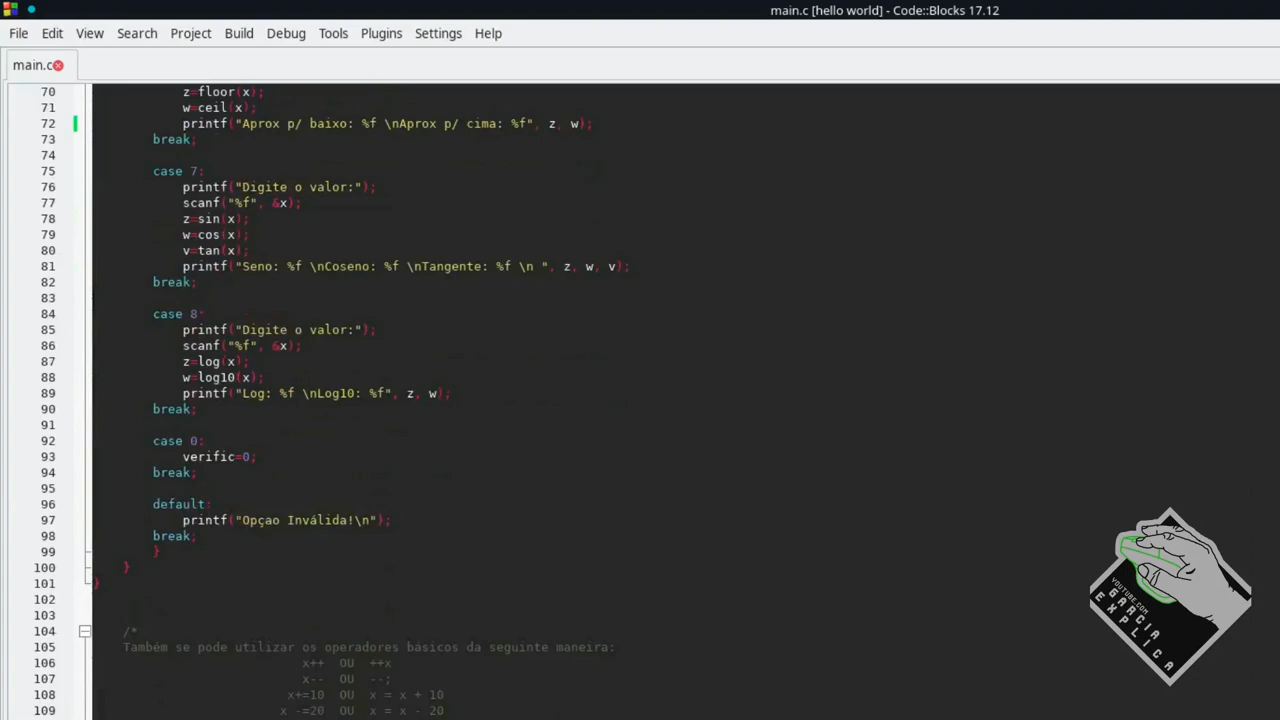 main.c [hello world] - Code::Blocks 17.12
File Edit View Search Project Build Debug Tools Plugins Settings Help
main.c
70 z=floor(x);
71 w=ceil(x);
72 printf("Aprox p/ baixo: %f \nAprox p/ cima: %f", z, w);
73 break;
74
75 case 7:
76 printf("Digite o valor:");
77 scanf("%f", &x);
78 z=sin(x);
79 w=cos(x);
80 v=tan(x);
81 printf("Seno: %f \nCoseno: %f \nTangente: %f \n ", z, w, v);
82 break;
83
84 case 8:
85 printf("Digite o valor:");
86 scanf("%f", &x);
87 z=log(x);
88 w=log10(x);
89 printf("Log: %f \nLog10: %f", z, w);
90 break;
91
92 case 0:
93 verific=0;
94 break;
95
96 default:
97 printf("Opçao Inválida!\n");
98 break;
99 }
100 }
101 }
102
103
104 /*
105 Também se pode utilizar os operadores básicos da seguinte maneira:
106 x++ OU ++x
107 x-- OU --;
108 x+=10 OU x = x + 10
109 x -=20 OU x = x - 20
YOUTUBE.COM
GARCIA
EXPLICA